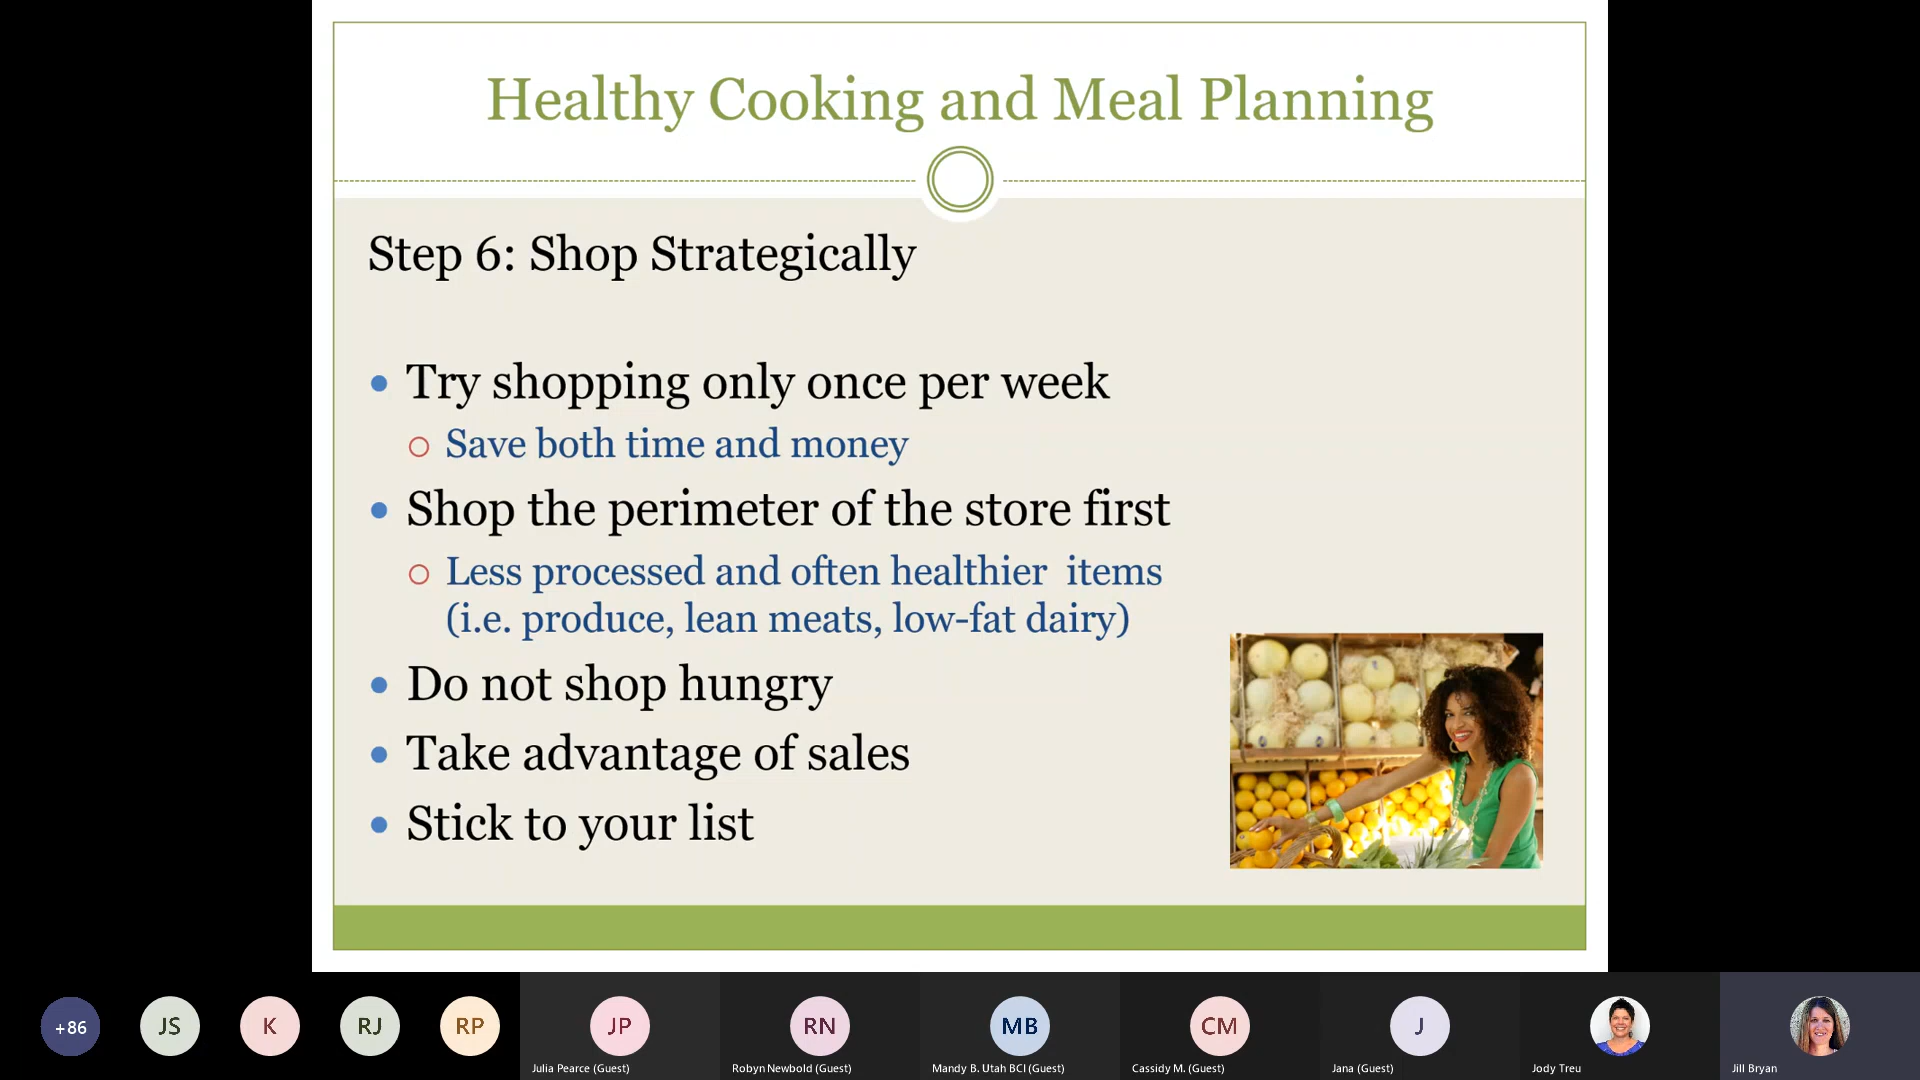 Healthy Cooking and Meal Planning
Step 6: Shop Strategically
• Try shopping only once per week
○ Save both time and money
• Shop the perimeter of the store first
○ Less processed and often healthier  items
(i.e. produce, lean meats, low-fat dairy)
• Do not shop hungry
• Take advantage of sales
• Stick to your list
+86
JS
K
RJ
RP
JP
RN
MB
CM
J
Julia Pearce (Guest)
Robyn Newbold (Guest)
Mandy B. Utah BCI (Guest)
Cassidy M. (Guest)
Jana (Guest)
Jody Treu
Jill Bryan